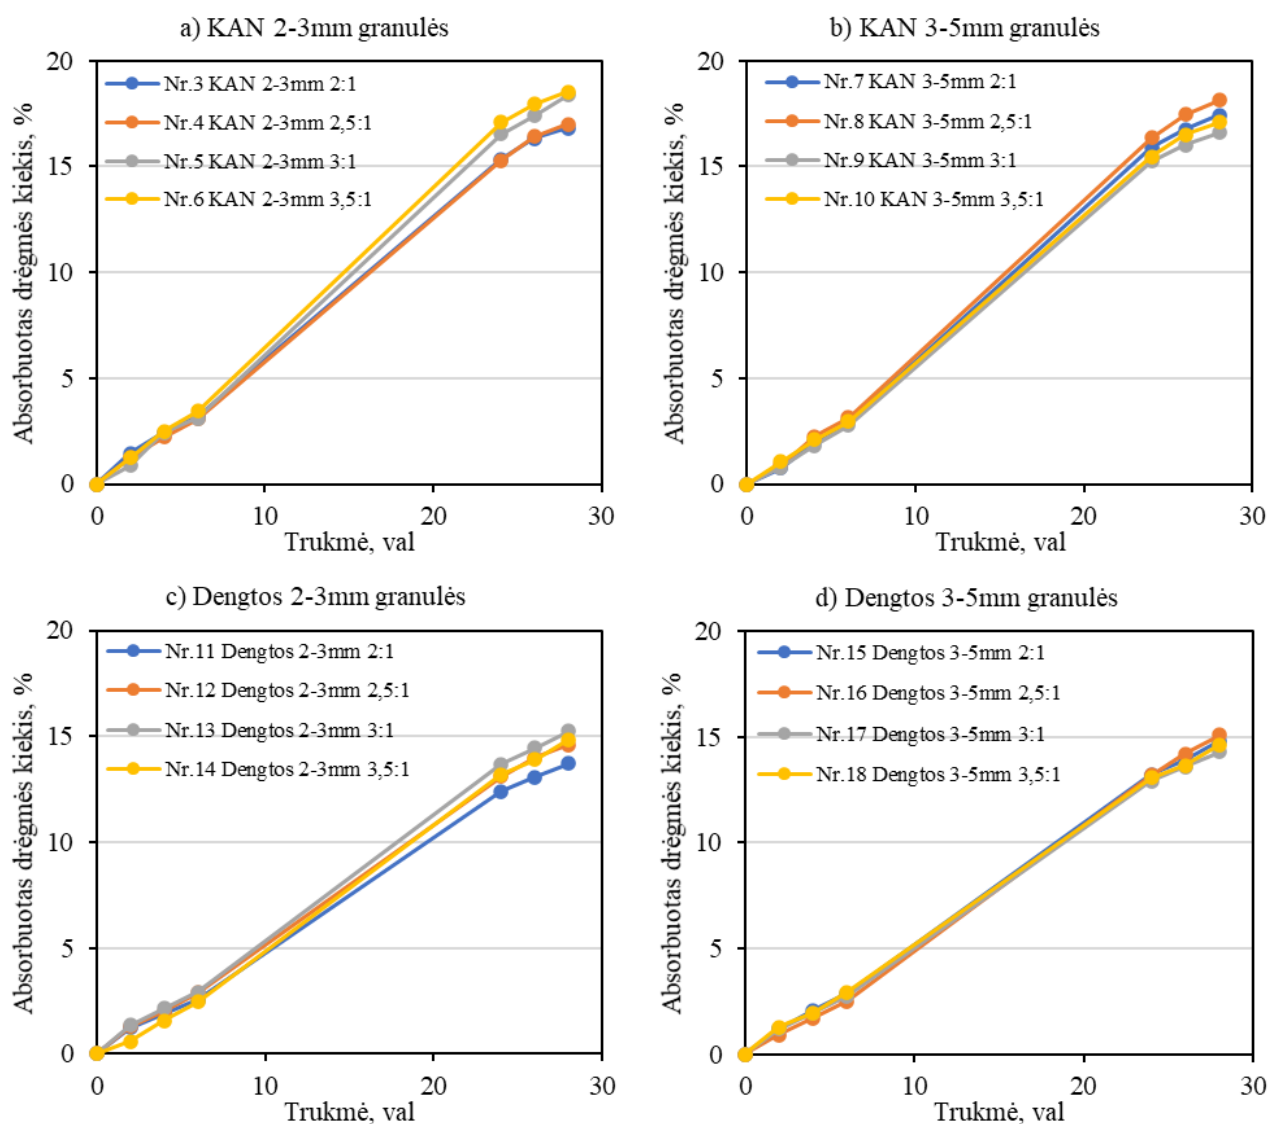 a) KAN 2-3mm granulės
Absorbuotas drėgmės kiekis, %
20
15
10
5
0
Nr.3 KAN 2-3mm 2:1
Nr.4 KAN 2-3mm 2,5:1
Nr.5 KAN 2-3mm 3:1
Nr.6 KAN 2-3mm 3,5:1
0 10 20 30
Trukmė, val
b) KAN 3-5mm granulės
Absorbuotas drėgmės kiekis, %
20
15
10
5
0
Nr.7 KAN 3-5mm 2:1
Nr.8 KAN 3-5mm 2,5:1
Nr.9 KAN 3-5mm 3:1
Nr.10 KAN 3-5mm 3,5:1
0 10 20 30
Trukmė, val
c) Dengtos 2-3mm granulės
Absorbuotas drėgmės kiekis, %
20
15
10
5
0
Nr.11 Dengtos 2-3mm 2:1
Nr.12 Dengtos 2-3mm 2,5:1
Nr.13 Dengtos 2-3mm 3:1
Nr.14 Dengtos 2-3mm 3,5:1
0 10 20 30
Trukmė, val
d) Dengtos 3-5mm granulės
Absorbuotas drėgmės kiekis, %
20
15
10
5
0
Nr.15 Dengtos 3-5mm 2:1
Nr.16 Dengtos 3-5mm 2,5:1
Nr.17 Dengtos 3-5mm 3:1
Nr.18 Dengtos 3-5mm 3,5:1
0 10 20 30
Trukmė, val